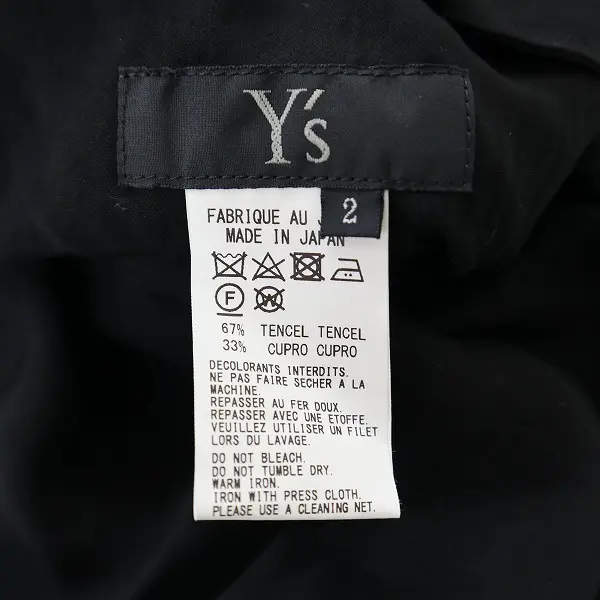 Y's
2
FABRIQUE AU J
MADE IN JAPAN
F W
67% TENCEL TENCEL
33% CUPRO CUPRO
DECOLORANTS INTERDITS.
NE PAS FAIRE SECHER A LA
MACHINE.
REPASSER AU FER DOUX.
REPASSER AVEC UNE ETOFFE.
VEUILLEZ UTILISER UN FILET
LORS DU LAVAGE.
DO NOT BLEACH.
DO NOT TUMBLE DRY.
WARM IRON.
IRON WITH PRESS CLOTH.
PLEASE USE A CLEANING NET.